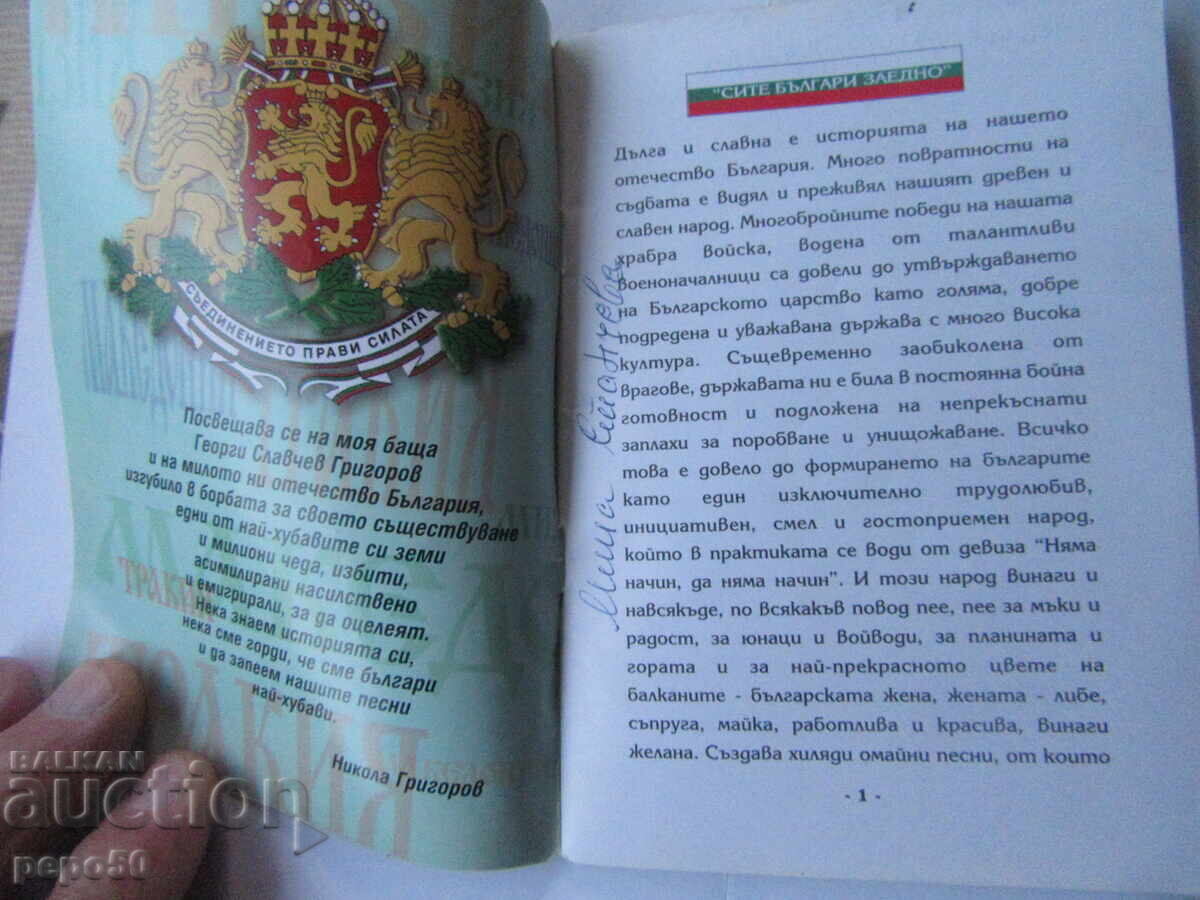 СЪЕДИНЕНИЕТО ПРАВИ СИЛАТА
Посвещава се на моя баща
Георги Славчев Григоров
и на милото ни отечество България,
изгубило в борбата за своето съществуване
едни от най-хубавите си земи
и милиони чеда, избити,
асимилирани насилствено
и емигрирали, за да оцелеят.
Нека знаем историята си,
нека сме горди, че сме българи
и да запеем нашите песни
най-хубави.
Никола Григоров
"СИТЕ БЪЛГАРИ ЗАЕДНО"
Дълга и славна е историята на нашето
отечество България. Много повратности на
съдбата е видял и преживял нашият древен и
славен народ. Многобройните победи на нашата
храбра войска, водена от талантливи
военоначалници са довели до утвърждаването
на Българското царство като голяма, добре
подредена и уважавана държава с много висока
култура. Същевременно заобиколена от
врагове, държавата ни е била в постоянна бойна
готовност и подложена на непрекъснати
заплахи за поробване и унищожаване. Всичко
това е довело до формирането на българите
като един изключително трудолюбив,
инициативен, смел и гостоприемен народ,
който в практиката се води от девиза "Няма
начин, да няма начин". И този народ винаги и
навсякъде, по всякакъв повод пее, пее за мъки и
радост, за юнаци и войводи, за планината и
гората и за най-прекрасното цвете на
балканите - българската жена, жената - либе,
съпруга, майка, работлива и красива, винаги
желана. Създава хиляди омайни песни, от които
- 1 -
BALKAN
auction
pepo50